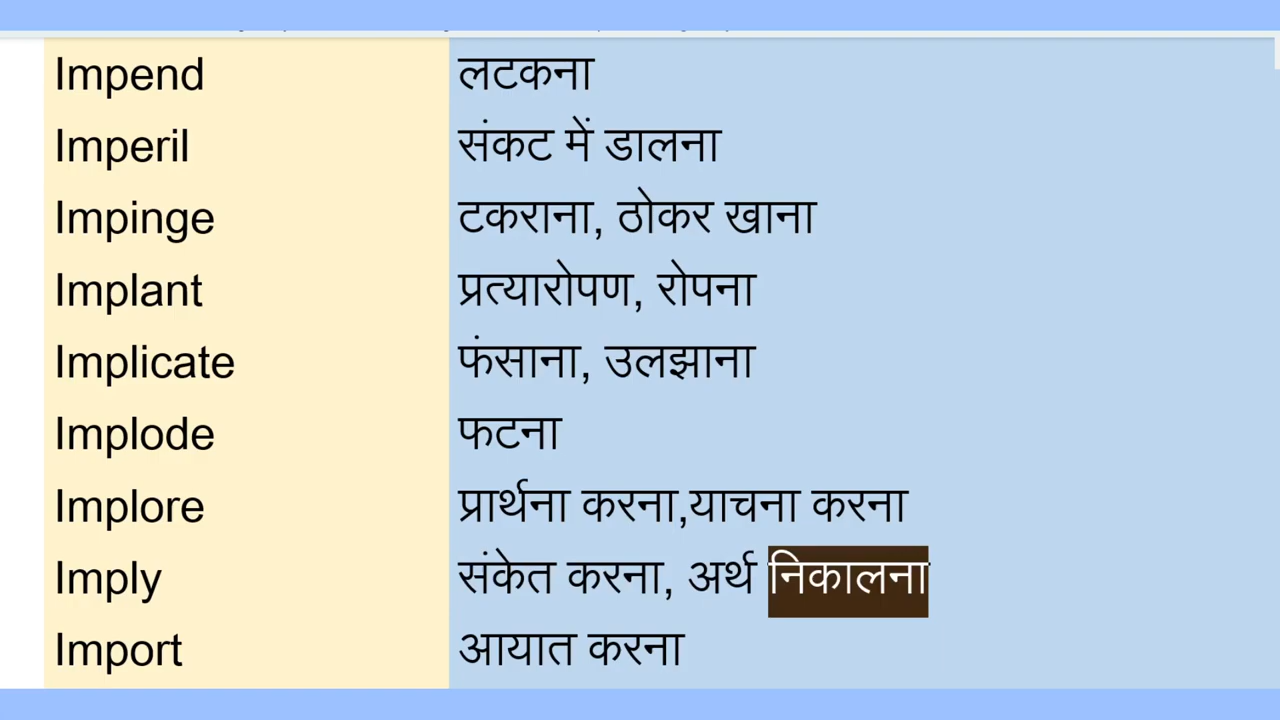 Impend लटकना
Imperil संकट में डालना
Impinge टकराना, ठोकर खाना
Implant प्रत्यारोपण, रोपना
Implicate फंसाना, उलझाना
Implode फटना
Implore प्रार्थना करना,याचना करना
Imply संकेत करना, अर्थ निकालना
Import आयात करना